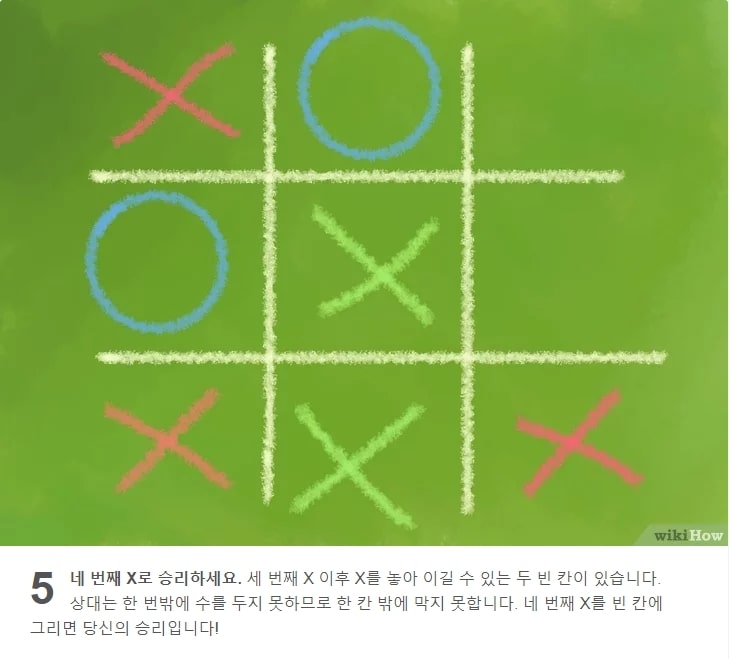 wikiHow
5 네 번째 X로 승리하세요. 세 번째 X 이후 X를 놓아 이길 수 있는 두 빈 칸이 있습니다.
상대는 한 번밖에 수를 두지 못하므로 한 칸 밖에 막지 못합니다. 네 번째 X를 빈 칸에
그리면 당신의 승리입니다!